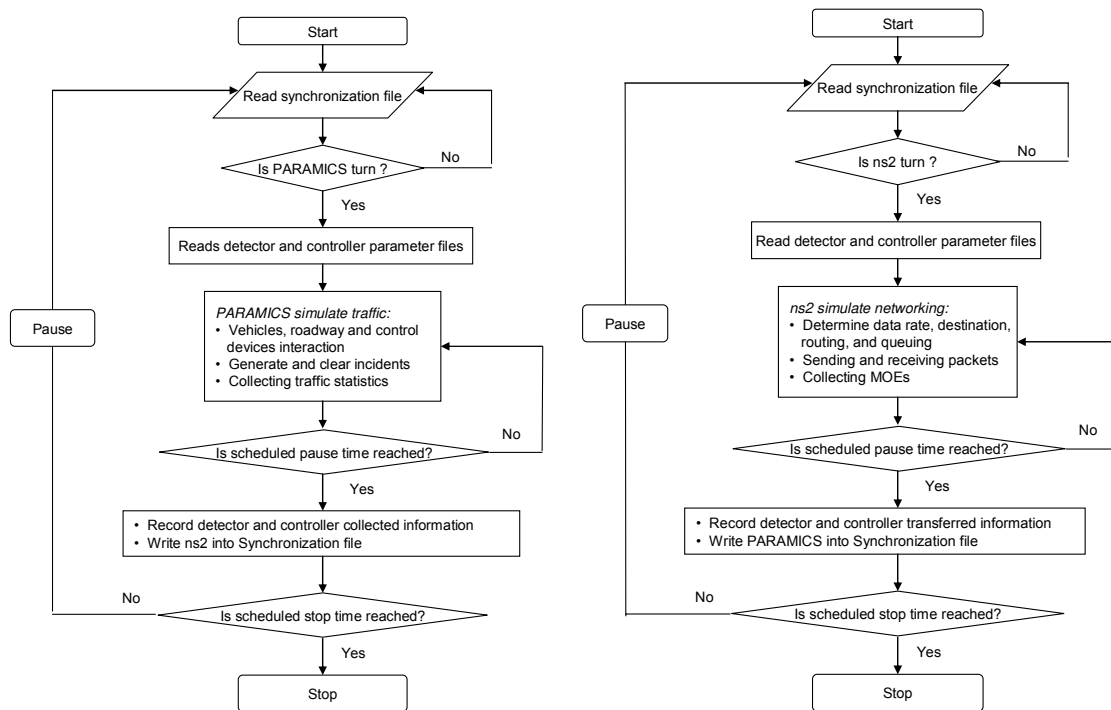 Start
Read synchronization file
Is PARAMICS turn ?
No
Yes
Reads detector and controller parameter files
PARAMICS simulate traffic:
• Vehicles, roadway and control
devices interaction
• Generate and clear incidents
• Collecting traffic statistics
Pause
No
Is scheduled pause time reached?
Yes
• Record detector and controller collected information
• Write ns2 into Synchronization file
No
Is scheduled stop time reached?
Yes
Stop
Start
Read synchronization file
Is ns2 turn ?
No
Yes
Read detector and controller parameter files
ns2 simulate networking:
• Determine data rate, destination,
routing, and queuing
• Sending and receiving packets
• Collecting MOEs
Pause
No
Is scheduled pause time reached?
Yes
• Record detector and controller transferred information
• Write PARAMICS into Synchronization file
No
Is scheduled stop time reached?
Yes
Stop